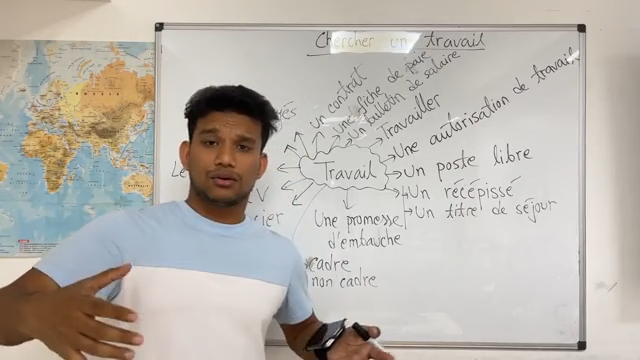 Chercher un travail
un contrat
une fiche de paie
un bulletin de salaire
Travailler
Une autorisation de travail
Travail
Un poste libre
Un récépissé
Un titre de séjour
Une promesse
d'embauche
cadre
non cadre